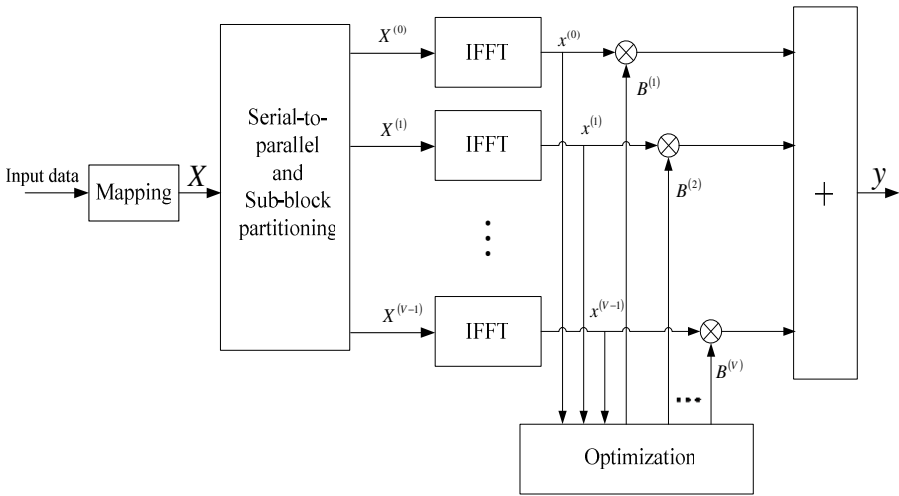 Input data
Mapping
X
Serial-to-
parallel
and
Sub-block
partitioning
X^{(0)}
IFFT
x^{(0)}
B^{(1)}
X^{(1)}
IFFT
x^{(1)}
B^{(2)}
X^{(V-1)}
IFFT
x^{(V-1)}
B^{(V)}
+
y
Optimization